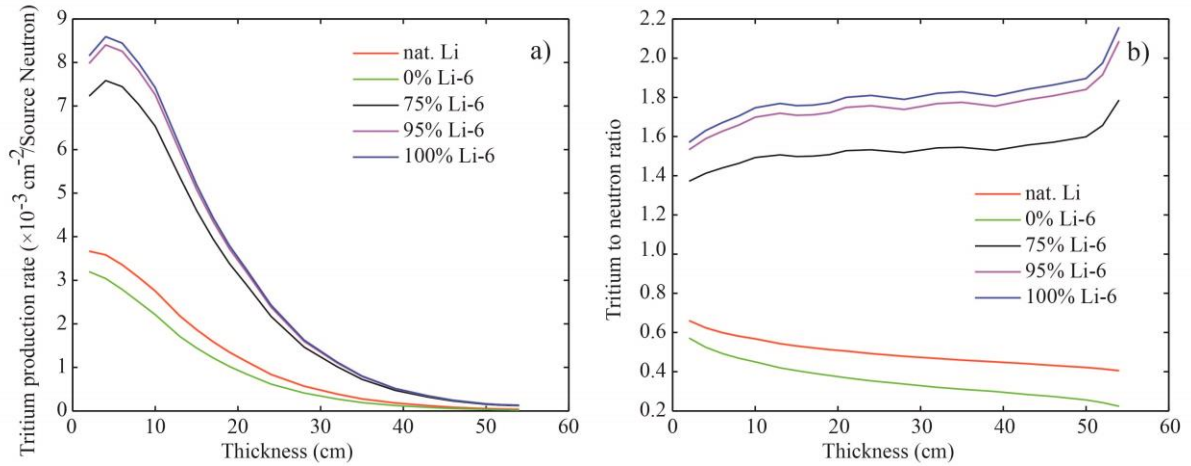 a)
Tritium production rate (×10⁻³ cm⁻²/Source Neutron)
9
8
7
6
5
4
3
2
1
0
nat. Li
0% Li-6
75% Li-6
95% Li-6
100% Li-6
0
10
20
30
40
50
60
Thickness (cm)
b)
Tritium to neutron ratio
2.2
2.0
1.8
1.6
1.4
1.2
1.0
0.8
0.6
0.4
0.2
nat. Li
0% Li-6
75% Li-6
95% Li-6
100% Li-6
0
10
20
30
40
50
60
Thickness (cm)